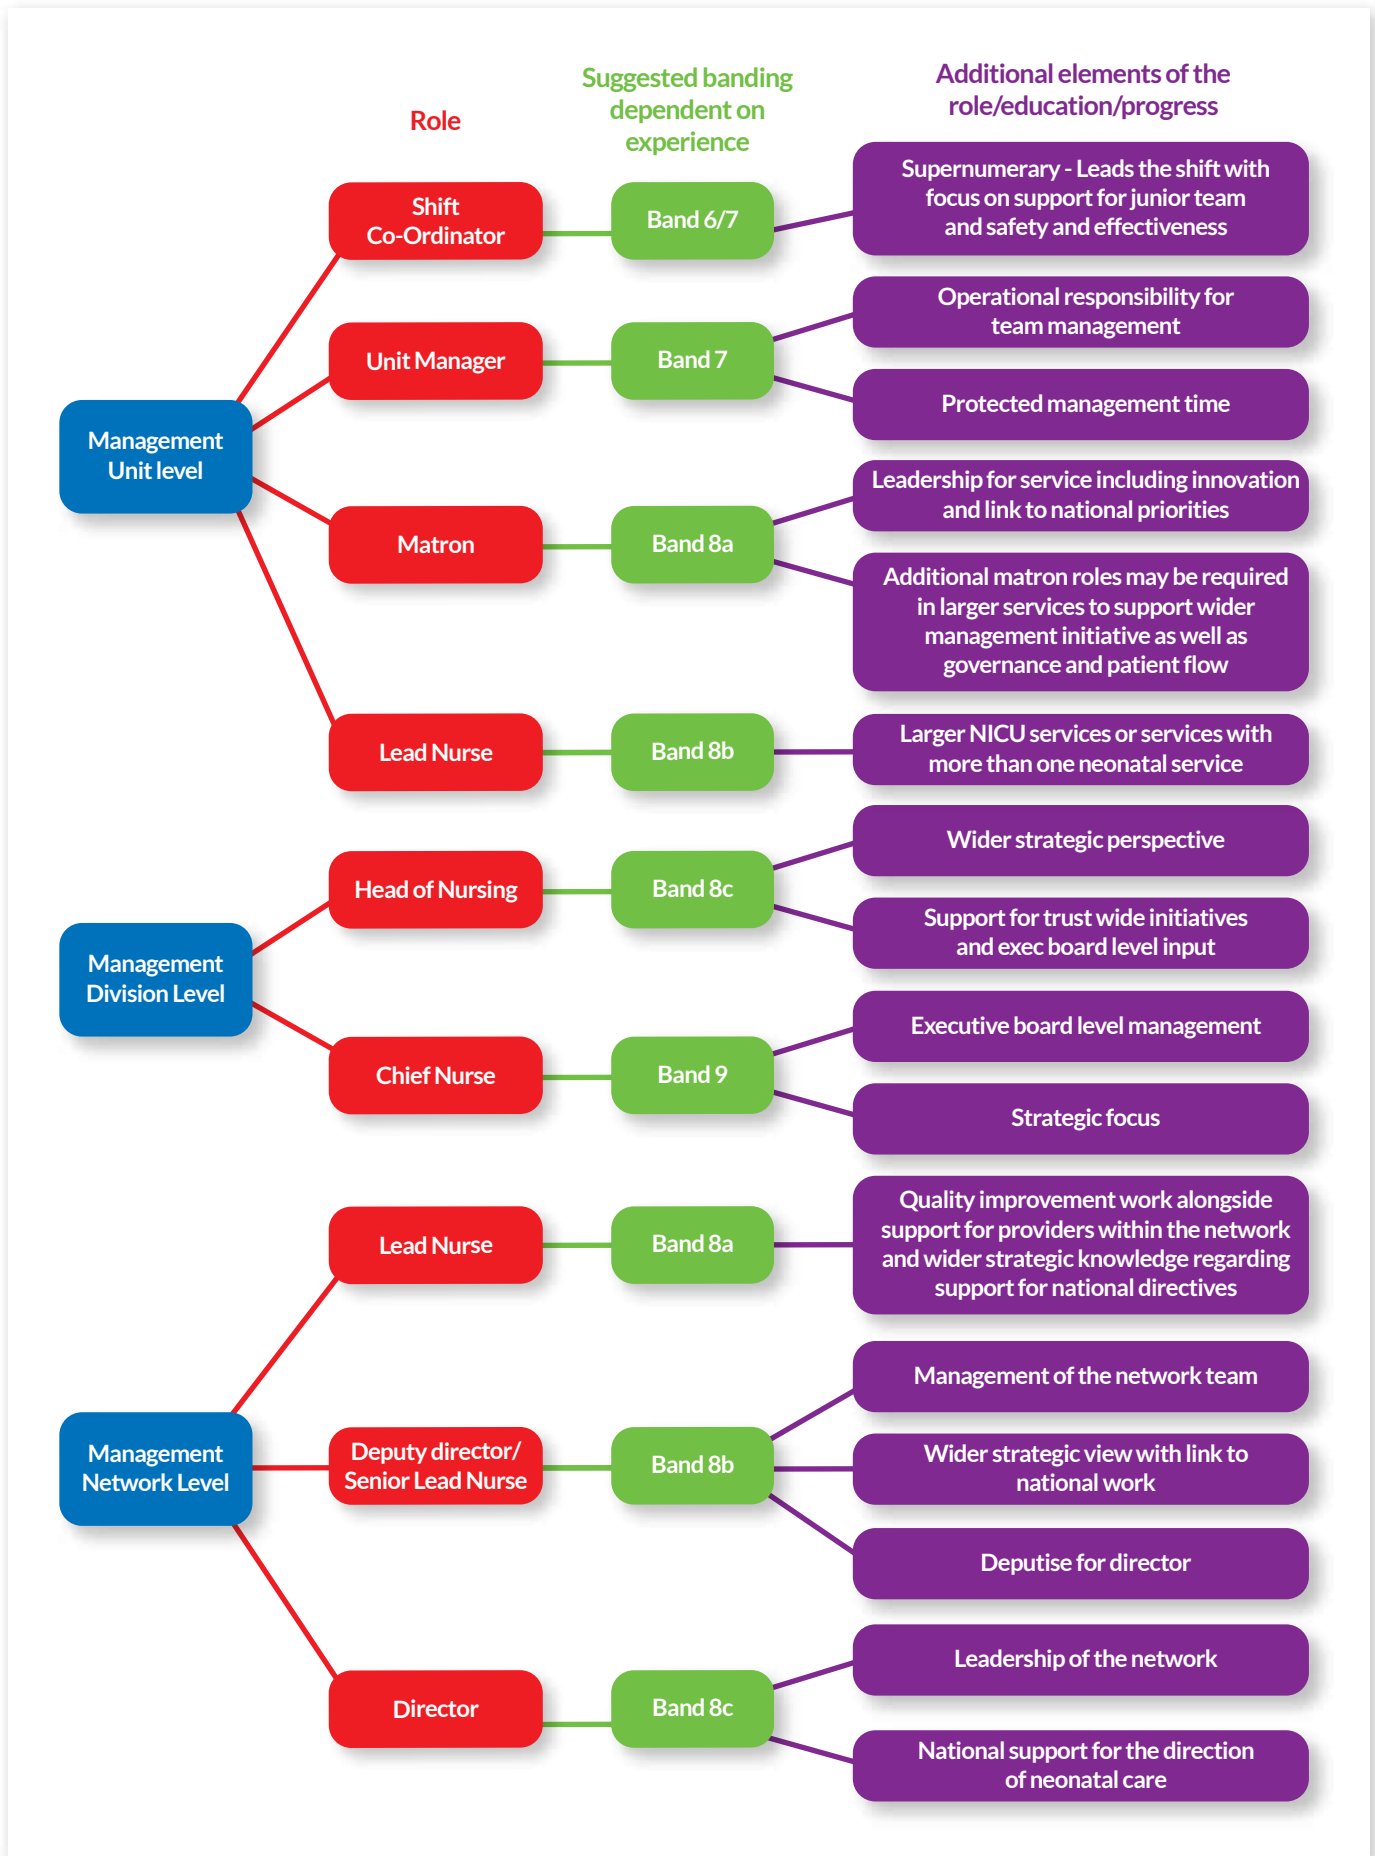 Role
Suggested banding
dependent on
experience
Additional elements of the
role/education/progress
Management
Unit level
Shift
Co-Ordinator
Band 6/7
Supernumerary - Leads the shift with
focus on support for junior team
and safety and effectiveness
Unit Manager
Band 7
Operational responsibility for
team management
Protected management time
Matron
Band 8a
Leadership for service including innovation
and link to national priorities
Additional matron roles may be required
in larger services to support wider
management initiative as well as
governance and patient flow
Lead Nurse
Band 8b
Larger NICU services or services with
more than one neonatal service
Management
Division Level
Head of Nursing
Band 8c
Wider strategic perspective
Support for trust wide initiatives
and exec board level input
Chief Nurse
Band 9
Executive board level management
Strategic focus
Management
Network Level
Lead Nurse
Band 8a
Quality improvement work alongside
support for providers within the network
and wider strategic knowledge regarding
support for national directives
Deputy director/
Senior Lead Nurse
Band 8b
Management of the network team
Wider strategic view with link to
national work
Deputise for director
Director
Band 8c
Leadership of the network
National support for the direction
of neonatal care